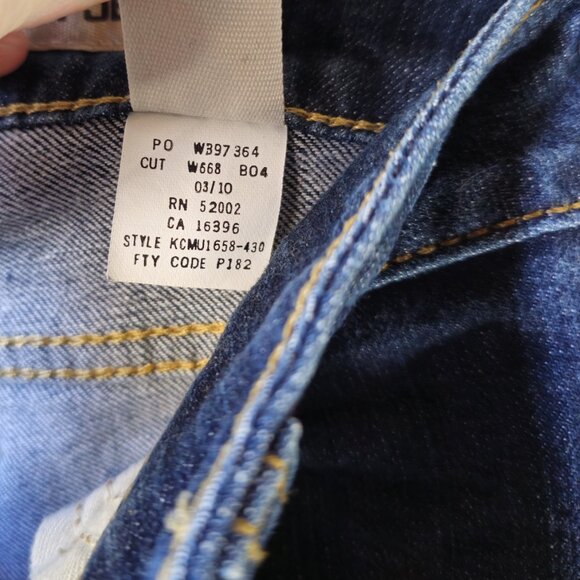 PO W397364
CUT W668 B04
03/10
RN 52002
CA 16396
STYLE KCMU1658-430
FTY CODE P182